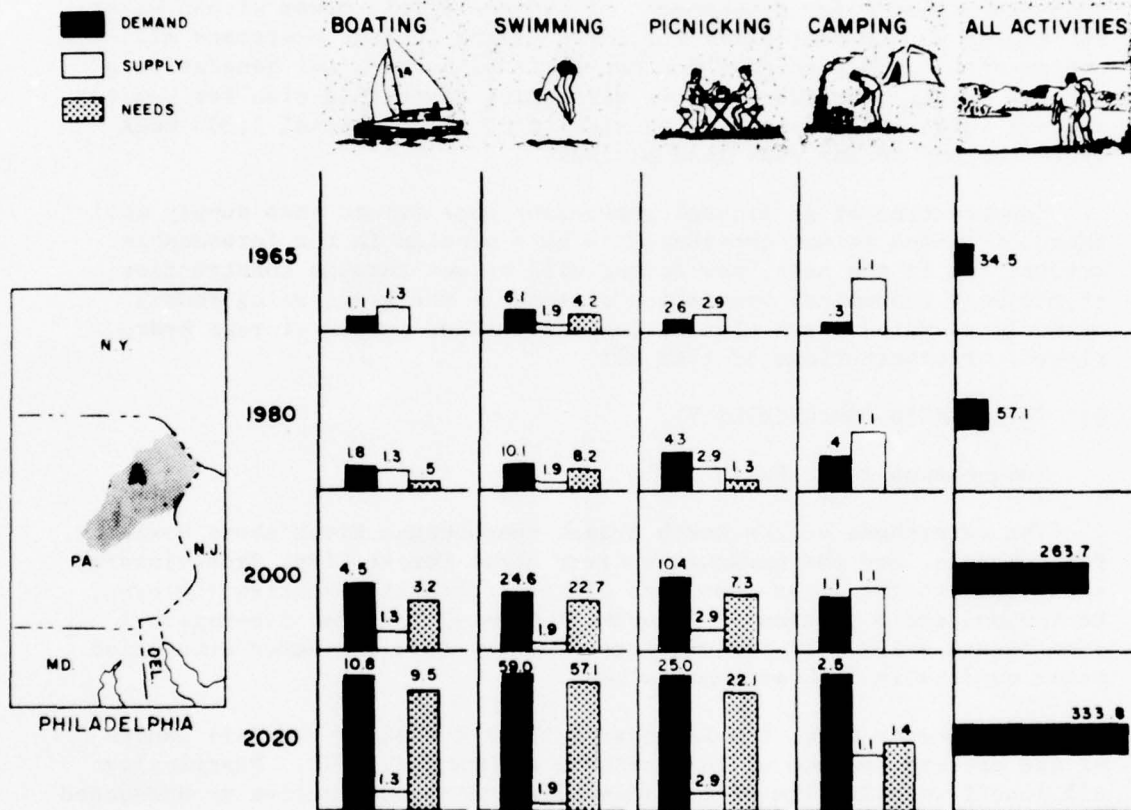 DEMAND
SUPPLY
NEEDS
BOATING SWIMMING PICNICKING CAMPING ALL ACTIVITIES
14
1965
1.1 1.3 6.1 1.9 4.2 2.6 2.9 .3 1.1 34.5
1980
1.8 1.3 .5 10.1 1.9 8.2 4.3 2.9 1.3 .4 1.1 57.1
2000
4.5 1.3 3.2 24.6 1.9 22.7 10.4 2.9 7.3 1.1 1.1 263.7
2020
1.3 9.5 59.0 1.9 57.1 25.0 2.9 22.1 1.1 1.4 333.8
N.Y.
PA.
N.J.
MD.
DEL.
PHILADELPHIA